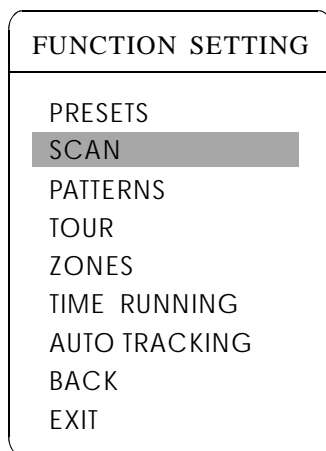 FUNCTION SETTING
PRESETS
SCAN
PATTERNS
TOUR
ZONES
TIME RUNNING
AUTO TRACKING
BACK
EXIT